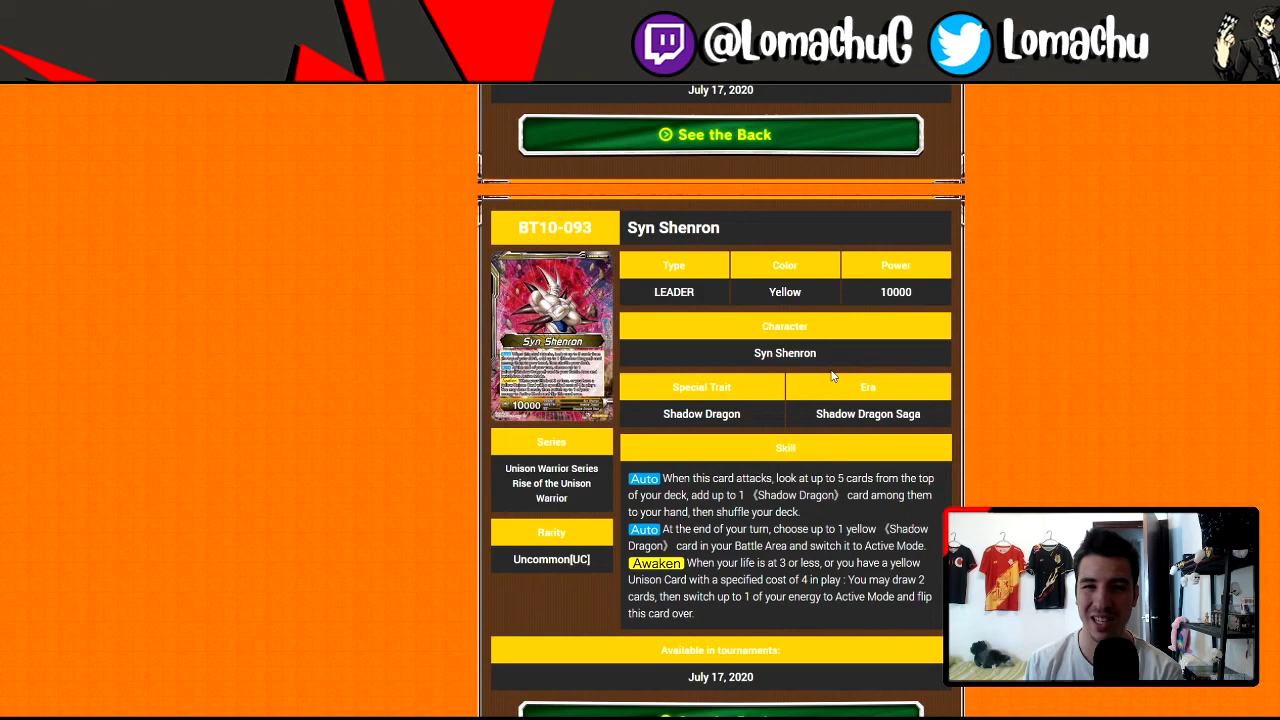 @LomachuG
Lomachu
July 17, 2020
See the Back
BT10-093
Syn Shenron
Type
Color
Power
LEADER
Yellow
10000
Character
Syn Shenron
Special Trait
Era
Shadow Dragon
Shadow Dragon Saga
Skill
Auto When this card attacks, look at up to 5 cards from the top
of your deck, add up to 1 《Shadow Dragon》 card among them
to your hand, then shuffle your deck.
Auto At the end of your turn, choose up to 1 yellow 《Shadow
Dragon》 card in your Battle Area and switch it to Active Mode.
Awaken When your life is at 3 or less, or you have a yellow
Unison Card with a specified cost of 4 in play : You may draw 2
cards, then switch up to 1 of your energy to Active Mode and flip
this card over.
Syn Shenron
10000
Series
Unison Warrior Series
Rise of the Unison
Warrior
Rarity
Uncommon[UC]
Available in tournaments:
July 17, 2020